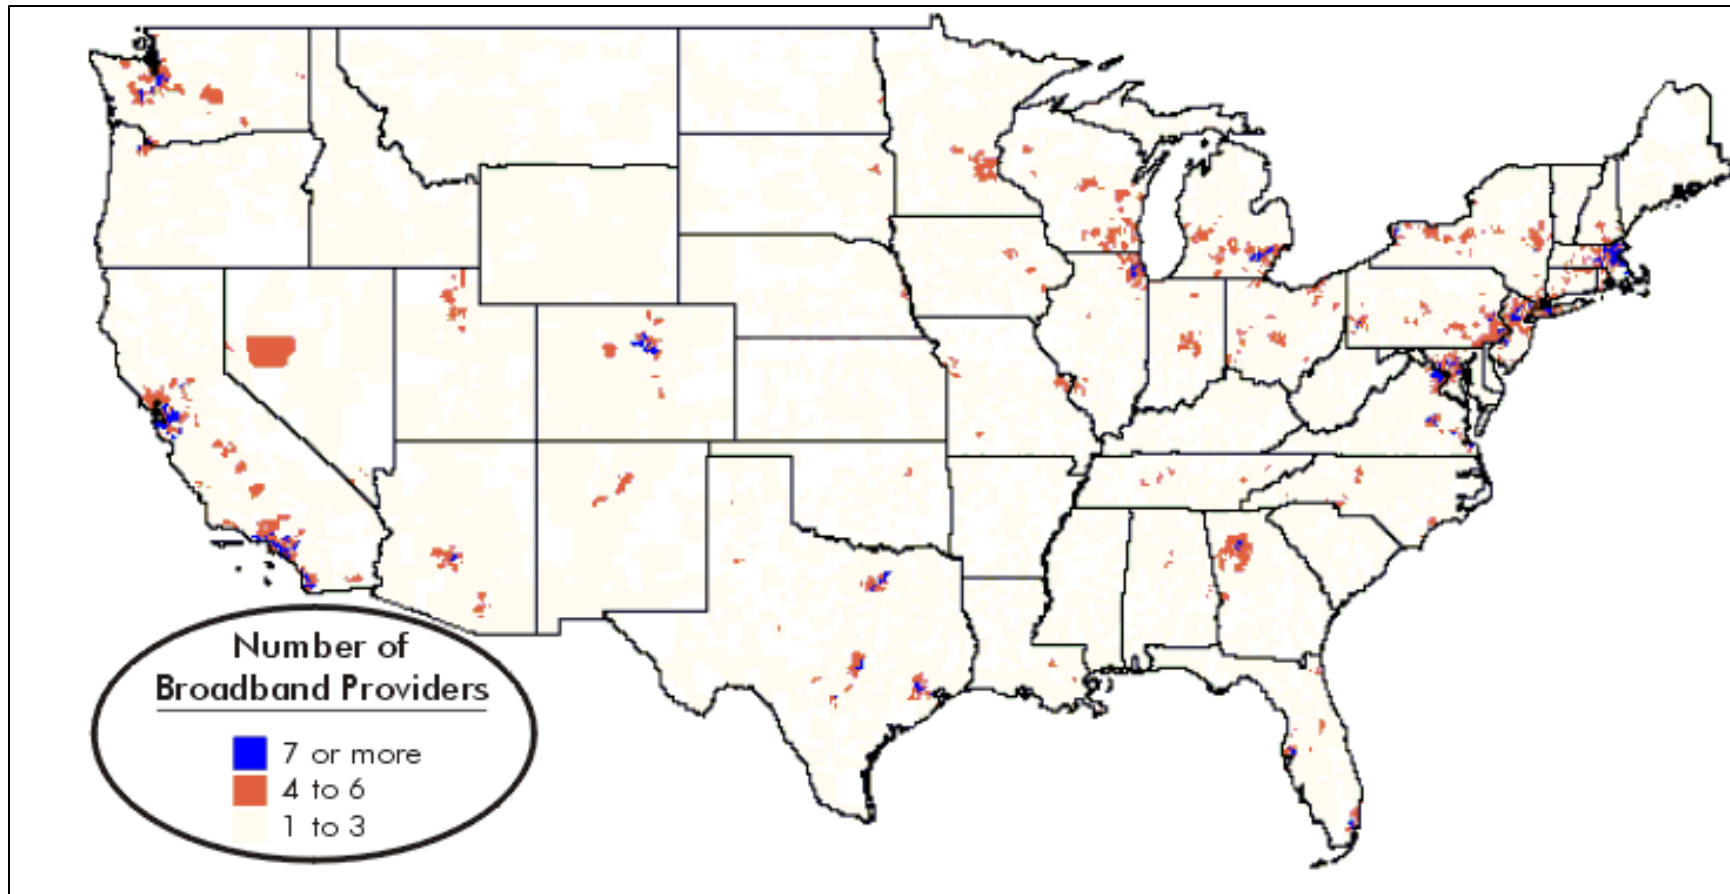 Number of
Broadband Providers
7 or more
4 to 6
1 to 3